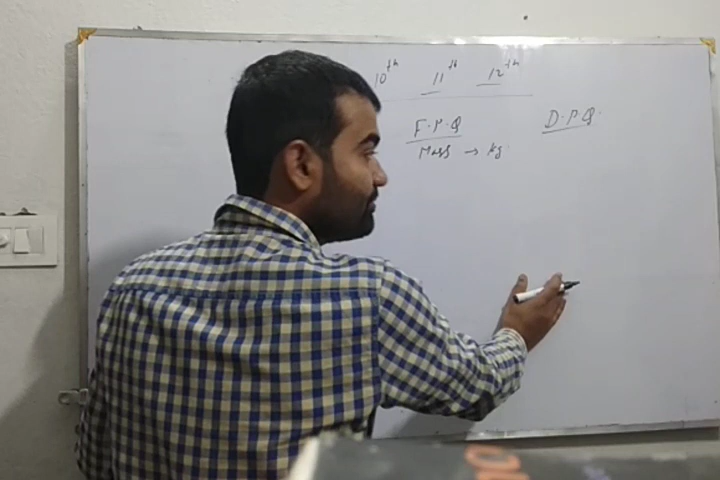 10th 11th 12th
F.P.Q D.P.Q.
Mass → kg.